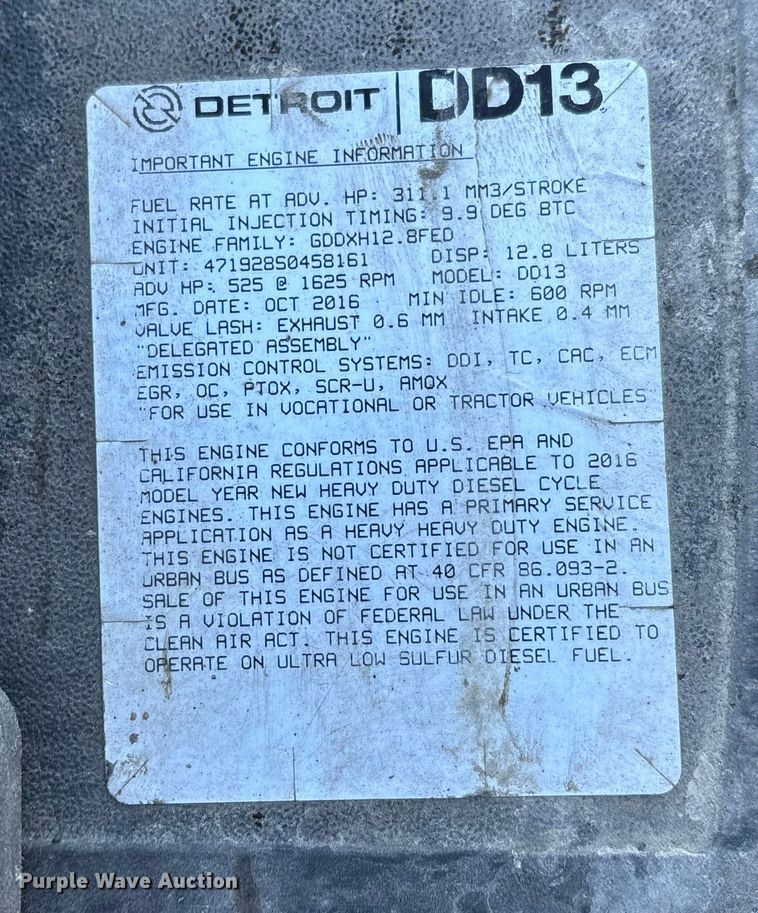 DETROIT DD13
IMPORTANT ENGINE INFORMATION
FUEL RATE AT ADV. HP: 311.1 MM3/STROKE
INITIAL INJECTION TIMING: 9.9 DEG BTC
ENGINE FAMILY: GDDXH12.8FED
UNIT: 471928S0458161 DISP: 12.8 LITERS
ADV HP: 525 @ 1625 RPM MODEL: DD13
MFG. DATE: OCT 2016 MIN IDLE: 600 RPM
VALVE LASH: EXHAUST 0.6 MM INTAKE 0.4 MM
"DELEGATED ASSEMBLY"
EMISSION CONTROL SYSTEMS: DDI, TC, CAC, ECM
EGR, OC, PTOX, SCR-U, AMOX
"FOR USE IN VOCATIONAL OR TRACTOR VEHICLES
THIS ENGINE CONFORMS TO U.S. EPA AND
CALIFORNIA REGULATIONS APPLICABLE TO 2016
MODEL YEAR NEW HEAVY DUTY DIESEL CYCLE
ENGINES. THIS ENGINE HAS A PRIMARY SERVICE
APPLICATION AS A HEAVY HEAVY DUTY ENGINE.
THIS ENGINE IS NOT CERTIFIED FOR USE IN AN
URBAN BUS AS DEFINED AT 40 CFR 86.093-2.
SALE OF THIS ENGINE FOR USE IN AN URBAN BUS
IS A VIOLATION OF FEDERAL LAW UNDER THE
CLEAN AIR ACT. THIS ENGINE IS CERTIFIED TO
OPERATE ON ULTRA LOW SULFUR DIESEL FUEL.
Purple Wave Auction